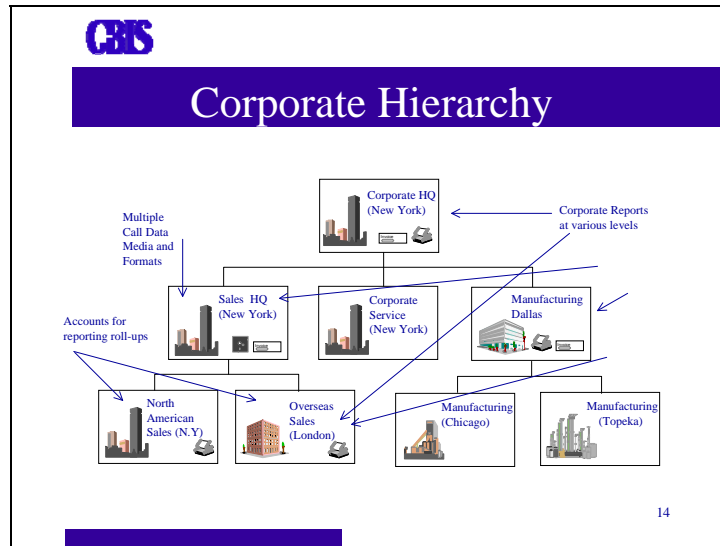 CBIS
Corporate Hierarchy
Corporate HQ
(New York)
Multiple
Call Data
Media and
Formats
Corporate Reports
at various levels
Sales HQ
(New York)
Corporate
Service
(New York)
Manufacturing
Dallas
Accounts for
reporting roll-ups
North
American
Sales (N.Y)
Overseas
Sales
(London)
Manufacturing
(Chicago)
Manufacturing
(Topeka)
14